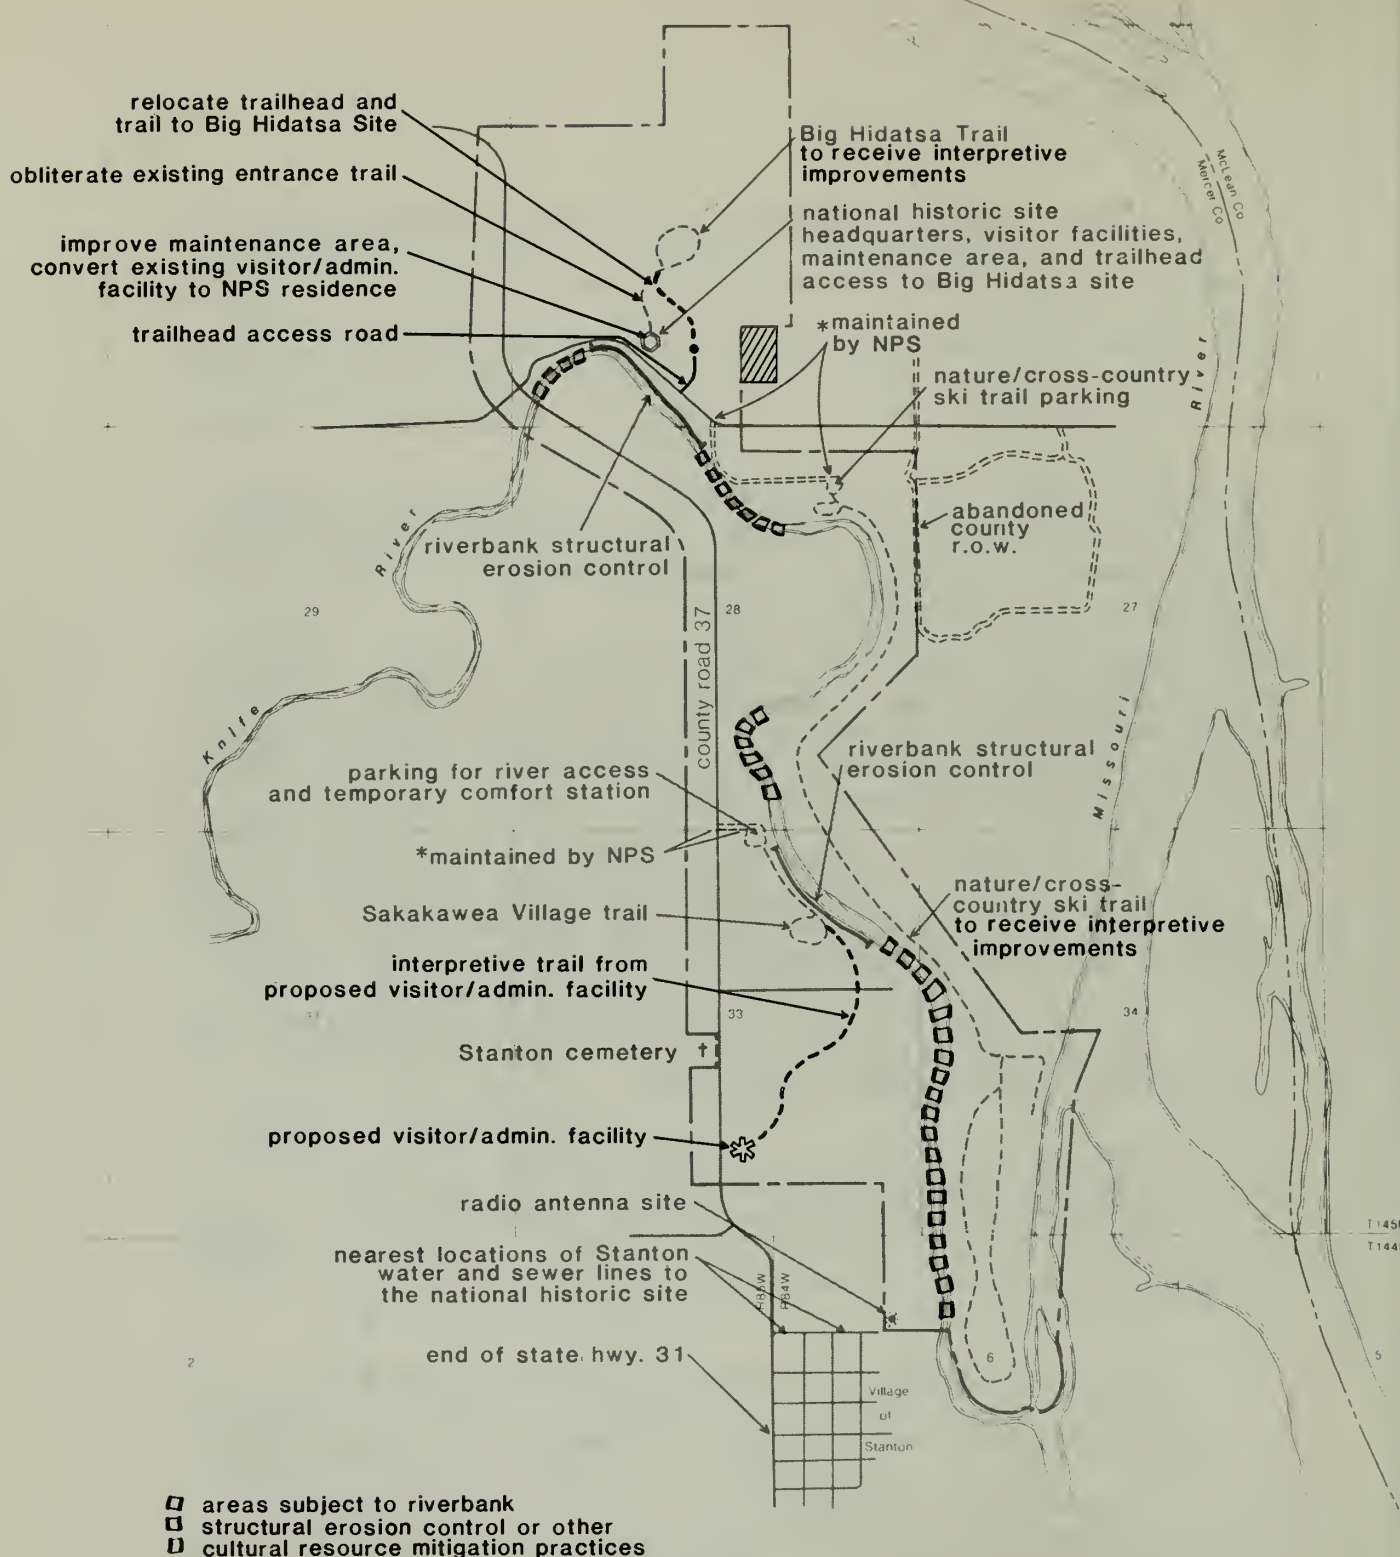 relocate trailhead and
trail to Big Hidatsa Site
obliterate existing entrance trail
improve maintenance area,
convert existing visitor/admin.
facility to NPS residence
trailhead access road
Big Hidatsa Trail
to receive interpretive
improvements
national historic site
headquarters, visitor facilities,
maintenance area, and trailhead
access to Big Hidatsa site
McLean Co
Mercer Co
*maintained
by NPS
River
nature/cross-country
ski trail parking
abandoned
county
r.o.w.
River
riverbank structural
erosion control
29
28
27
county road 37
Knife
Missouri
riverbank structural
erosion control
parking for river access
and temporary comfort station
*maintained by NPS
nature/cross-
country ski trail
to receive interpretive
improvements
Sakakawea Village trail
interpretive trail from
proposed visitor/admin. facility
33
34
Stanton cemetery
proposed visitor/admin. facility
radio antenna site
nearest locations of Stanton
water and sewer lines to
the national historic site
R85W
R84W
end of state hwy. 31
2
6
5
Village
of
Stanton
areas subject to riverbank
structural erosion control or other
cultural resource mitigation practices